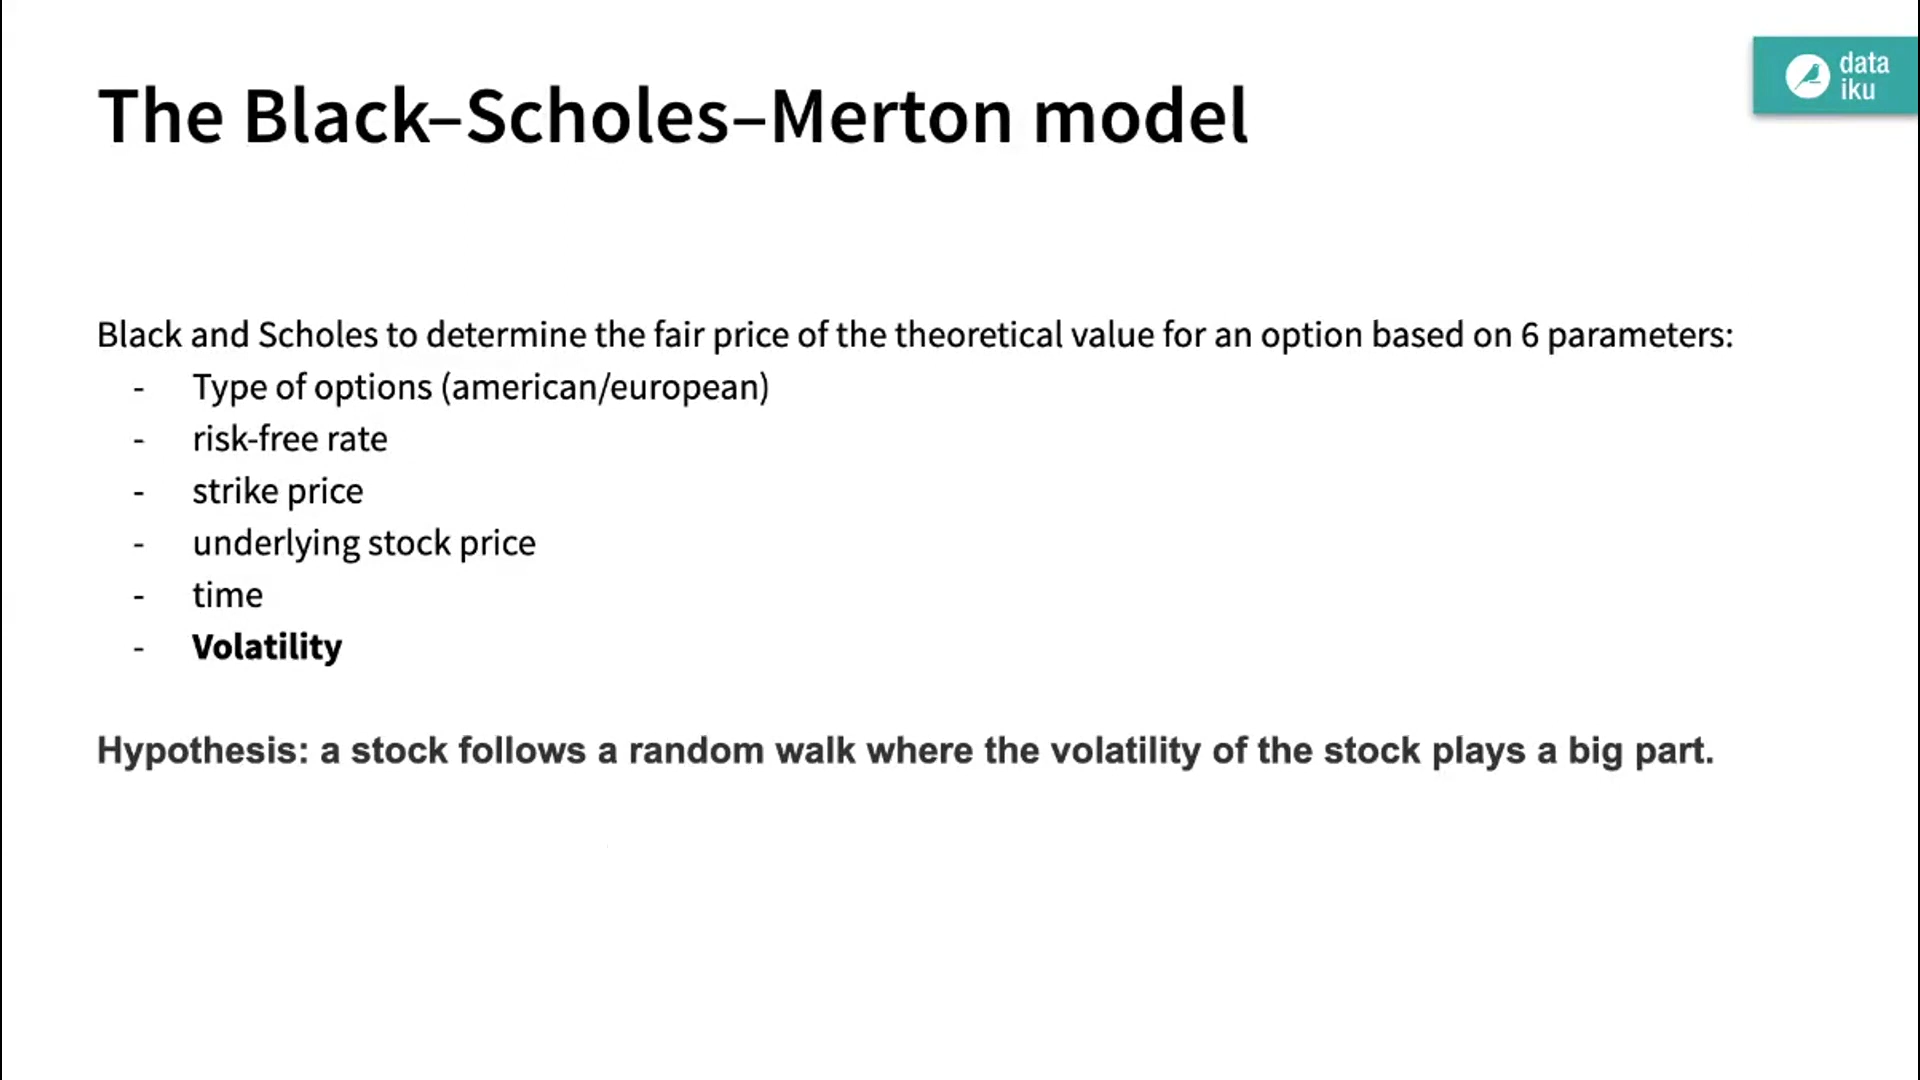 data
iku
The Black–Scholes–Merton model
Black and Scholes to determine the fair price of the theoretical value for an option based on 6 parameters:
- Type of options (american/european)
- risk-free rate
- strike price
- underlying stock price
- time
- Volatility
Hypothesis: a stock follows a random walk where the volatility of the stock plays a big part.